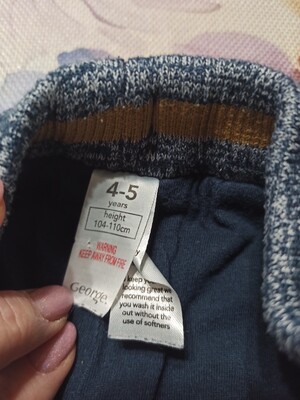 4-5
years
height
104-110cm
WARNING
KEEP AWAY FROM FIRE
George.
keep
looking great we
recommend that
you wash it inside
out without the
use of softners